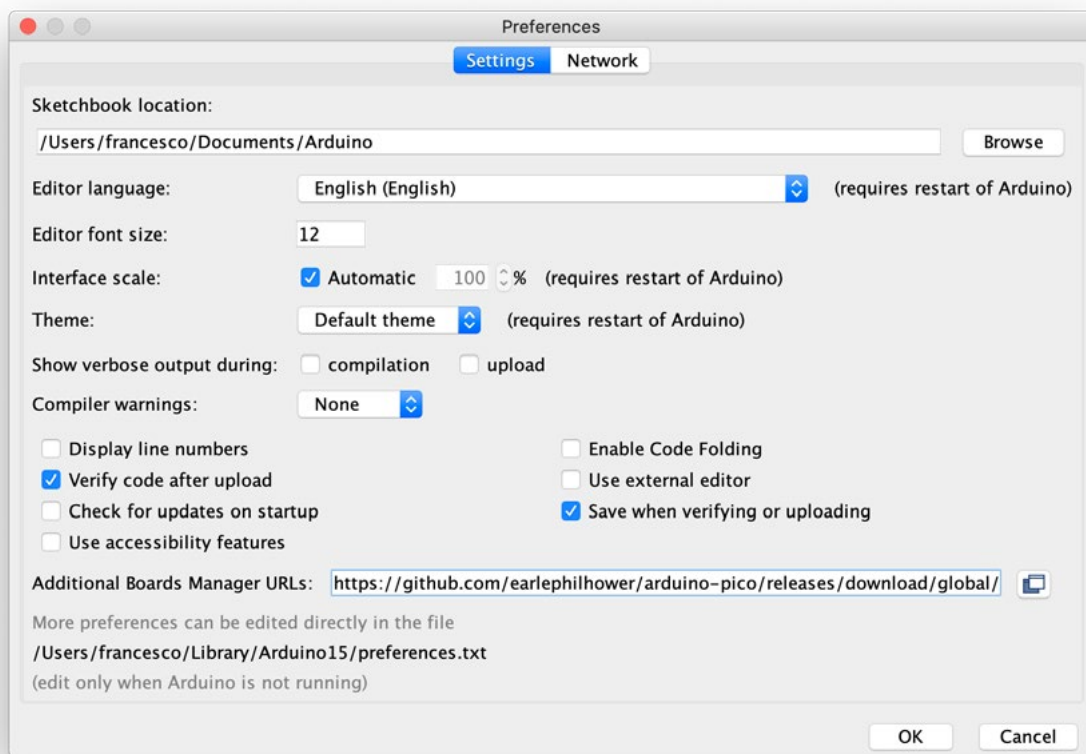 Preferences
Settings Network
Sketchbook location:
/Users/francesco/Documents/Arduino Browse
Editor language: English (English) (requires restart of Arduino)
Editor font size: 12
Interface scale: Automatic 100 % (requires restart of Arduino)
Theme: Default theme (requires restart of Arduino)
Show verbose output during: compilation upload
Compiler warnings: None
Display line numbers Enable Code Folding
Verify code after upload Use external editor
Check for updates on startup Save when verifying or uploading
Use accessibility features
Additional Boards Manager URLs: https://github.com/earlephilhower/arduino-pico/releases/download/global/
More preferences can be edited directly in the file
/Users/francesco/Library/Arduino15/preferences.txt
(edit only when Arduino is not running)
OK Cancel